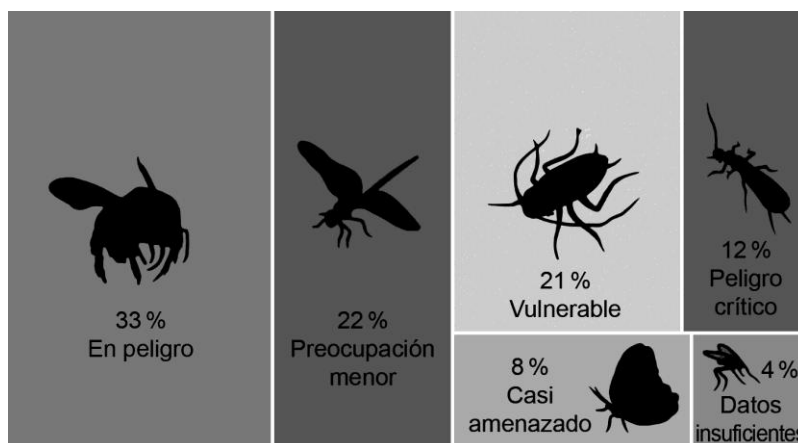 33 %
En peligro
22 %
Preocupación
menor
21 %
Vulnerable
12 %
Peligro
crítico
8 %
Casi
amenazado
4 %
Datos
insuficientes